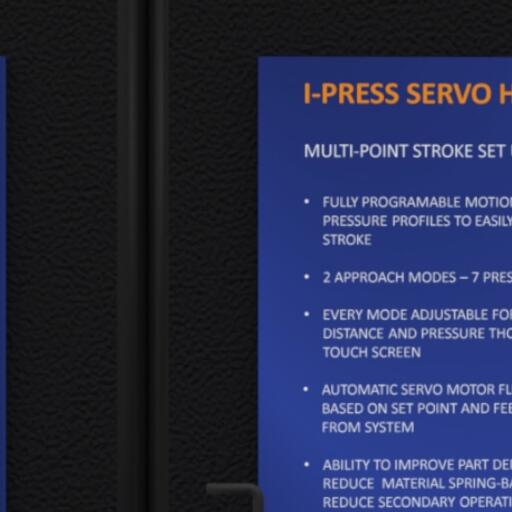 I-PRESS SERVO H
MULTI-POINT STROKE SET
• FULLY PROGRAMABLE MOTION
PRESSURE PROFILES TO EASILY
STROKE
• 2 APPROACH MODES – 7 PRES
• EVERY MODE ADJUSTABLE FOR
DISTANCE AND PRESSURE THO
TOUCH SCREEN
• AUTOMATIC SERVO MOTOR FL
BASED ON SET POINT AND FEE
FROM SYSTEM
• ABILITY TO IMPROVE PART DE
REDUCE MATERIAL SPRING-BA
REDUCE SECONDARY OPERATI